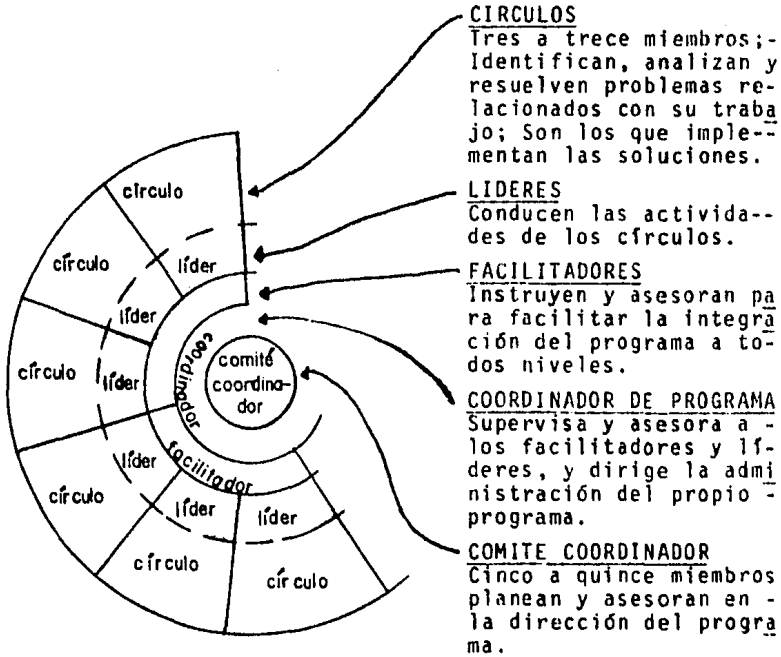 CIRCULOS
Tres a trece miembros;-
Identifican, analizan y
resuelven problemas re-
lacionados con su traba
jo; Son los que imple--
mentan las soluciones.
LIDERES
Conducen las activida--
des de los círculos.
FACILITADORES
Instruyen y asesoran pa
ra facilitar la integra
ción del programa a to-
dos niveles.
COORDINADOR DE PROGRAMA
Supervisa y asesora a -
los facilitadores y lí-
deres, y dirige la admi
nistración del propio -
programa.
COMITE COORDINADOR
Cinco a quince miembros
planean y asesoran en -
la dirección del progra
ma.
círculo
líder
círculo
líder
círculo
líder
círculo
líder
círculo
líder
círculo
líder
coordinador
facilitador
comité
coordina-
dor